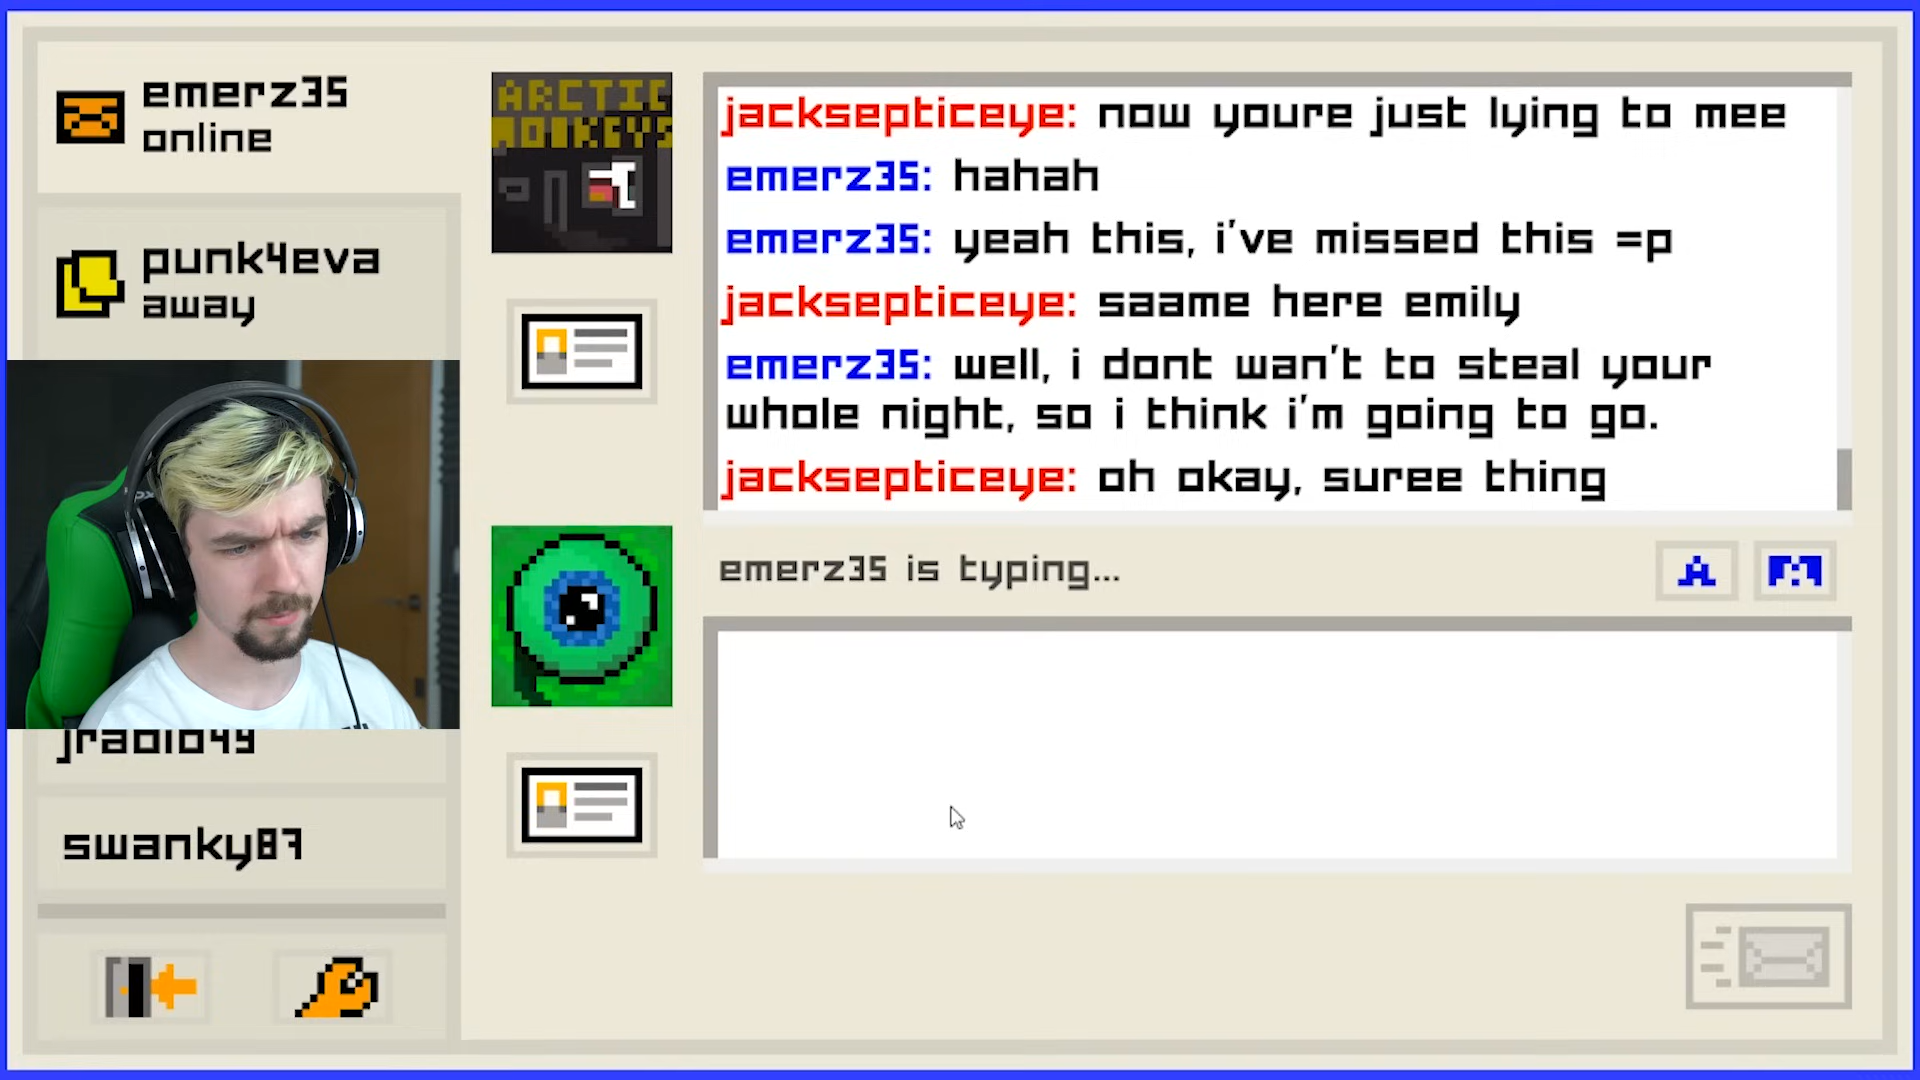 emerz35
online
punk4eva
away
swanky87
ARCTIC
MONKEYS
jacksepticeye: now youre just lying to mee
emerz35: hahah
emerz35: yeah this, i've missed this =p
jacksepticeye: saame here emily
emerz35: well, i dont wan't to steal your
whole night, so i think i'm going to go.
jacksepticeye: oh okay, suree thing
emerz35 is typing...
A